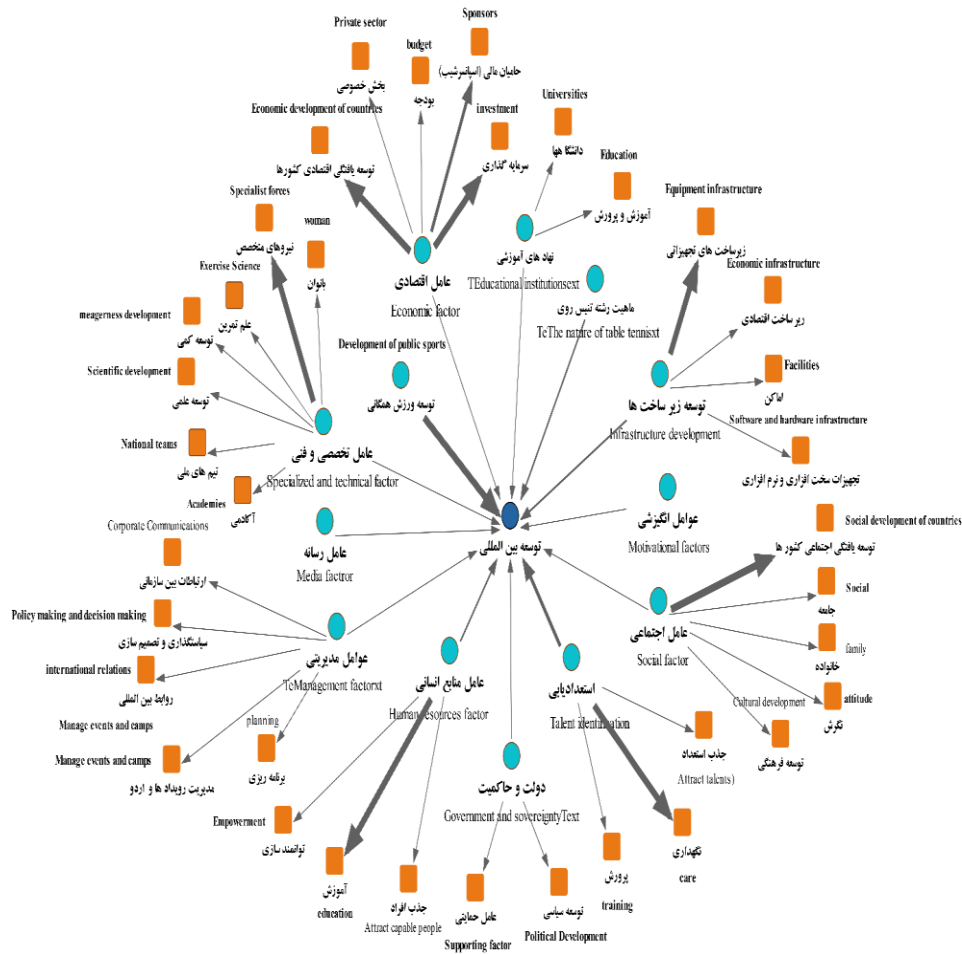 Sponsors
Private sector
budget
حامیان مالی (اسپانسرشیپ)
بخش خصوصی
بودجه
Universities
Economic development of countries
investment
دانشگا هها
Education
توسعه یافتگی اقتصادی کشورها
سرمایه گذاری
Specialist forces
آموزش و پرورش
Equipment infrastructure
woman
نیروهای متخصص
زیرساخت های تجهیزاتی
نهاد های آموزشی
Exercise Science
بانوان
عامل اقتصادی
TEducational institutionsext
Economic infrastructure
Economic factor
ماهیت رشته تنیس روی
meagerness development
علم تمرین
TeThe nature of table tennisxt
زیر ساخت اقتصادی
توسعه کمی
Development of public sports
Scientific development
Facilities
توسعه علمی
توسعه ورزش همگانی
توسعه زیر ساخت ها
اماکن
Software and hardware infrastructure
National teams
عامل تخصصی و فنی
Infrastructure development
تیم های ملی
Specialized and technical factor
تجهیزات سخت افزاری و نرم افزاری
Academies
آکادمی
عوامل انگیزشی
Social development of countries
Corporate Communications
عامل رسانه
توسعه بین المللی
Motivational factors
توسعه یافتگی اجتماعی کشور ها
Media factror
ارتباطات بین سازمانی
Social
جامعه
Policy making and decision making
عامل اجتماعی
سیاستگذاری و تصمیم سازی
family
عوامل مدیریتی
Social factor
خانواده
international relations
TeManagement factorxt
عامل منابع انسانی
استعدادیابی
روابط بین المللی
Human resources factor
Talent identification
Cultural development
attitude
Manage events and camps
planning
نگرش
جذب استعداد
توسعه فرهنگی
Manage events and camps
برنامه ریزی
دولت و حاکمیت
Attract talents)
مدیریت رویداد ها و اردو
Government and sovereigntyText
Empowerment
توانمند سازی
نگهداری
پرورش
care
آموزش
جذب افراد
عامل حمایتی
توسعه سیاسی
training
education
Attract capable people
Supporting factor
Political Development